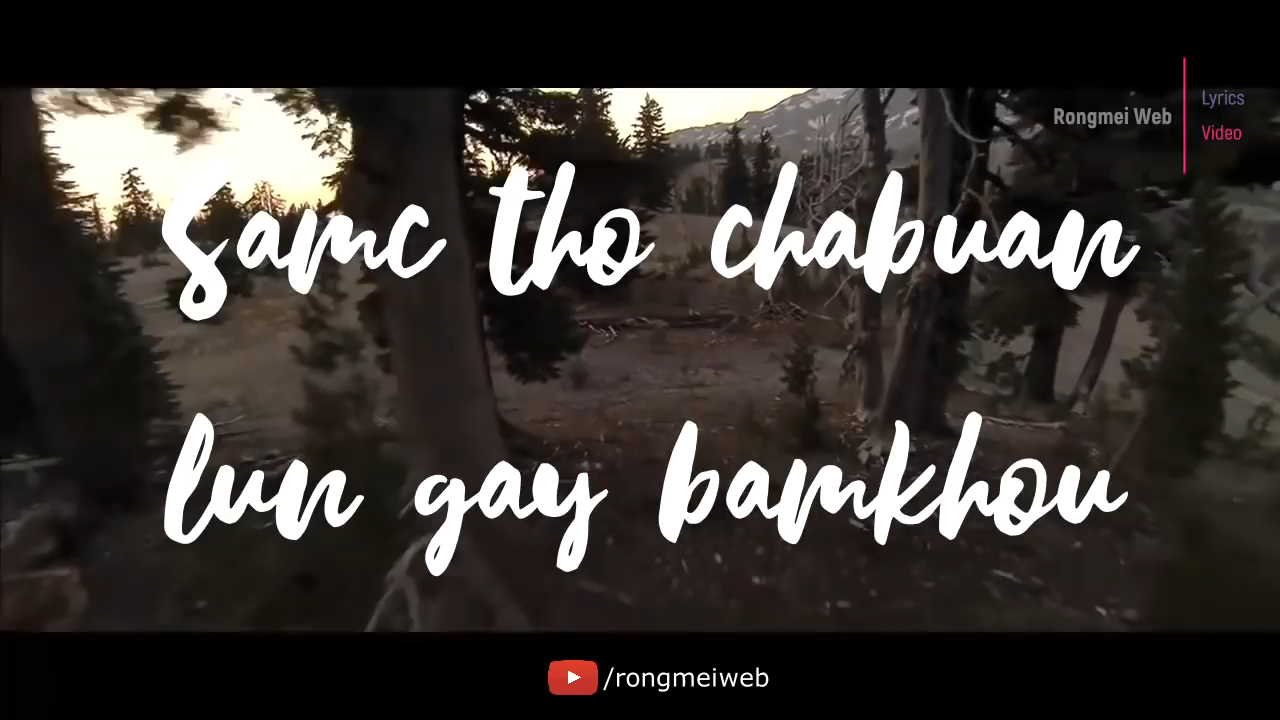 Rongmei Web
Lyrics
Video
Samc tho chabuan
lun gay bamkhou
/rongmeiweb